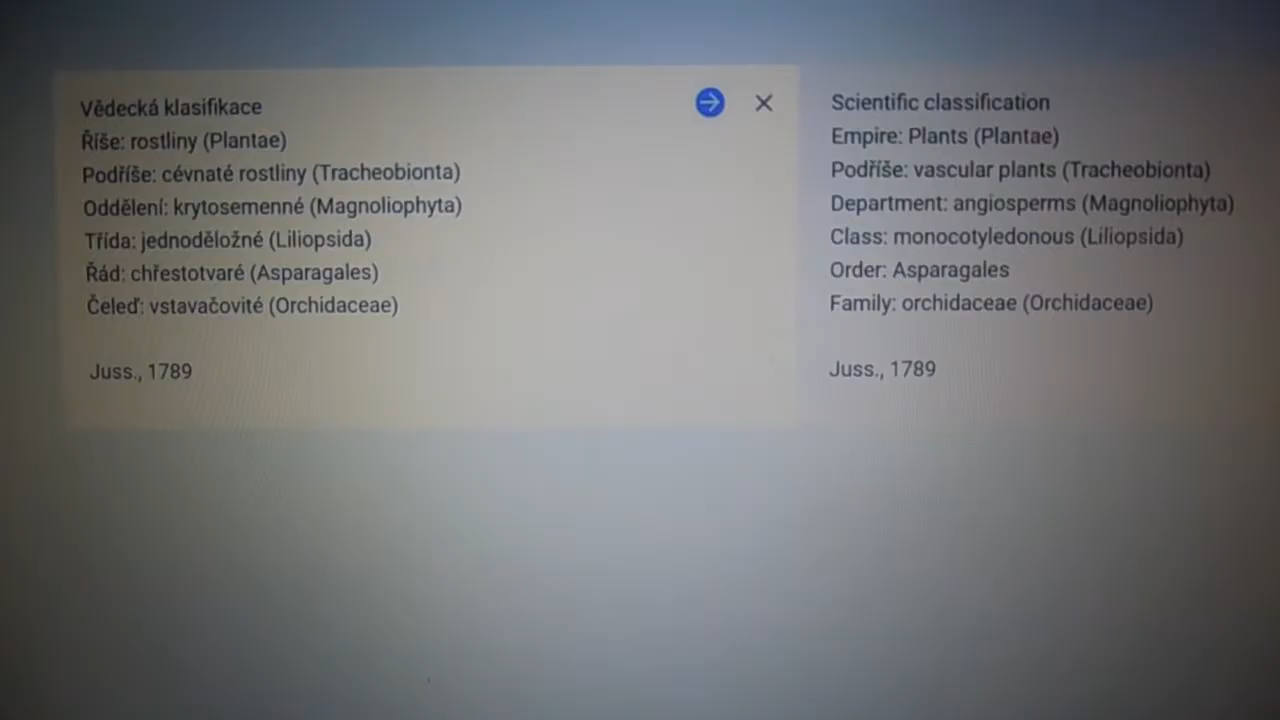 Vědecká klasifikace
Říše: rostliny (Plantae)
Podříše: cévnaté rostliny (Tracheobionta)
Oddělení: krytosemenné (Magnoliophyta)
Třída: jednoděložné (Liliopsida)
Řád: chřestotvaré (Asparagales)
Čeleď: vstavačovité (Orchidaceae)
Juss., 1789
Scientific classification
Empire: Plants (Plantae)
Podříše: vascular plants (Tracheobionta)
Department: angiosperms (Magnoliophyta)
Class: monocotyledonous (Liliopsida)
Order: Asparagales
Family: orchidaceae (Orchidaceae)
Juss., 1789